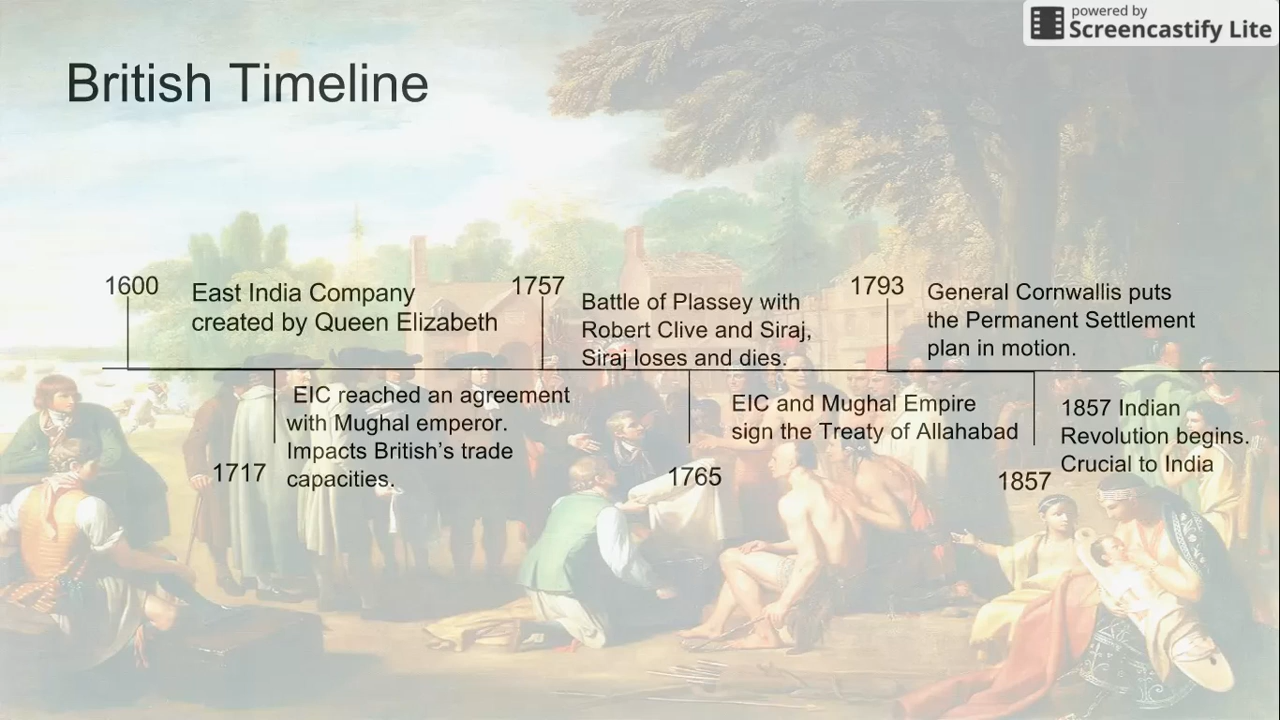 powered by
Screencastify Lite
British Timeline
1600
East India Company
created by Queen Elizabeth
1717
EIC reached an agreement
with Mughal emperor.
Impacts British’s trade
capacities.
1757
Battle of Plassey with
Robert Clive and Siraj,
Siraj loses and dies.
1765
EIC and Mughal Empire
sign the Treaty of Allahabad
1793
General Cornwallis puts
the Permanent Settlement
plan in motion.
1857
1857 Indian
Revolution begins.
Crucial to India